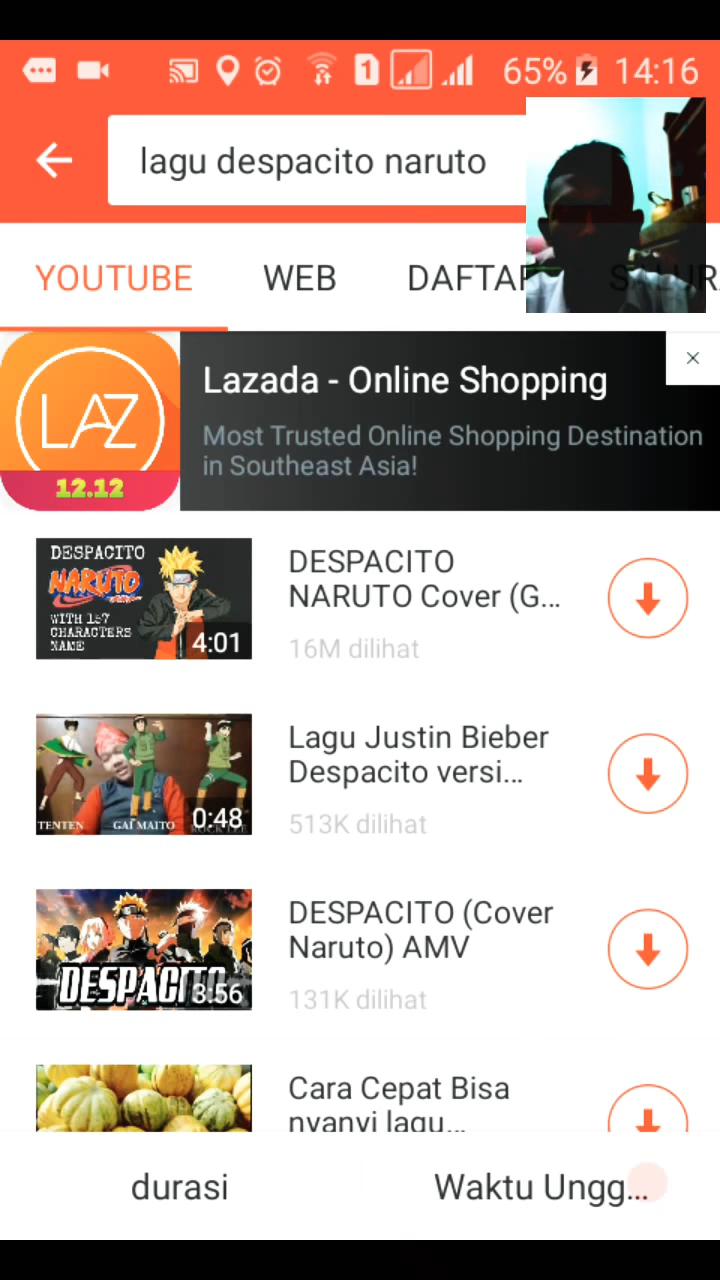 1
65%
14:16
lagu despacito naruto
YOUTUBE
WEB
DAFTAR
LAZ
12.12
Lazada - Online Shopping
Most Trusted Online Shopping Destination
in Southeast Asia!
DESPACITO
NARUTO
WITH 157
CHARACTERS
NAME
4:01
DESPACITO
NARUTO Cover (G...
16M dilihat
TENTEN
GAI MAITO
ROCK LEE
0:48
Lagu Justin Bieber
Despacito versi...
513K dilihat
DESPACITO
3:56
DESPACITO (Cover
Naruto) AMV
131K dilihat
Cara Cepat Bisa
nyanyi lagu...
durasi
Waktu Ungg...